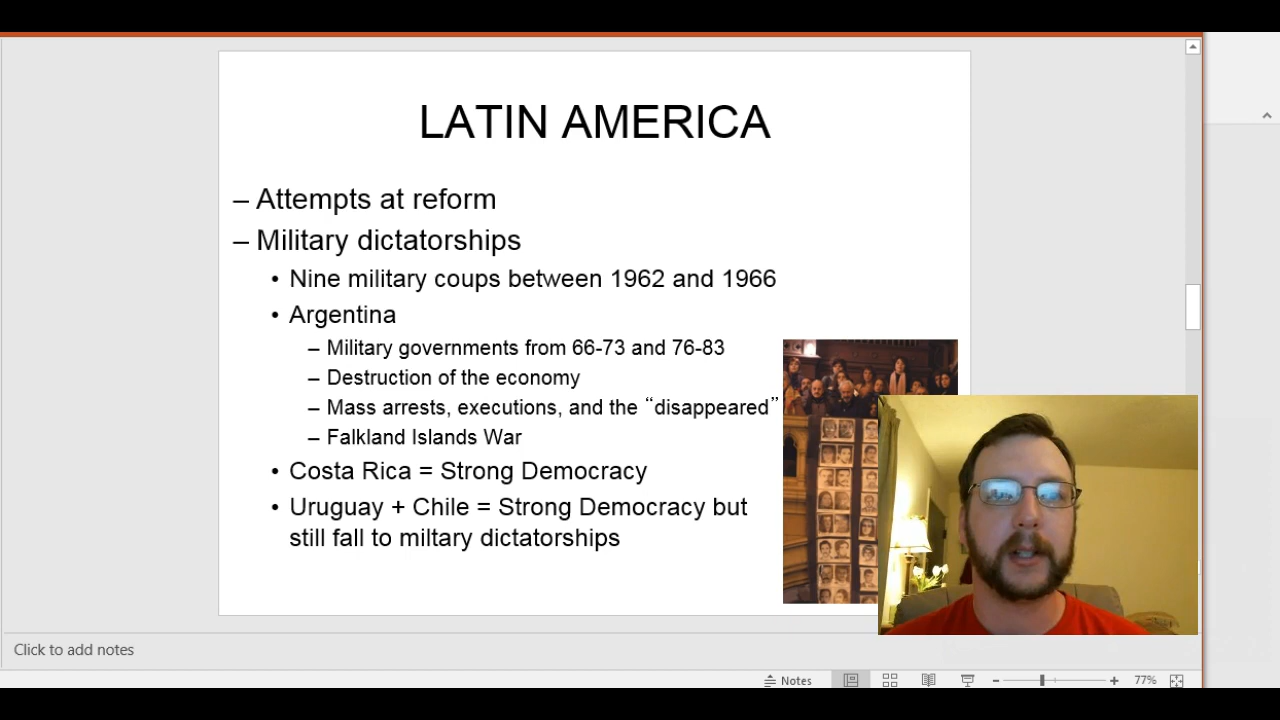 LATIN AMERICA
– Attempts at reform
– Military dictatorships
• Nine military coups between 1962 and 1966
• Argentina
– Military governments from 66-73 and 76-83
– Destruction of the economy
– Mass arrests, executions, and the “disappeared”
– Falkland Islands War
• Costa Rica = Strong Democracy
• Uruguay + Chile = Strong Democracy but
still fall to miltary dictatorships
Click to add notes
Notes
77%